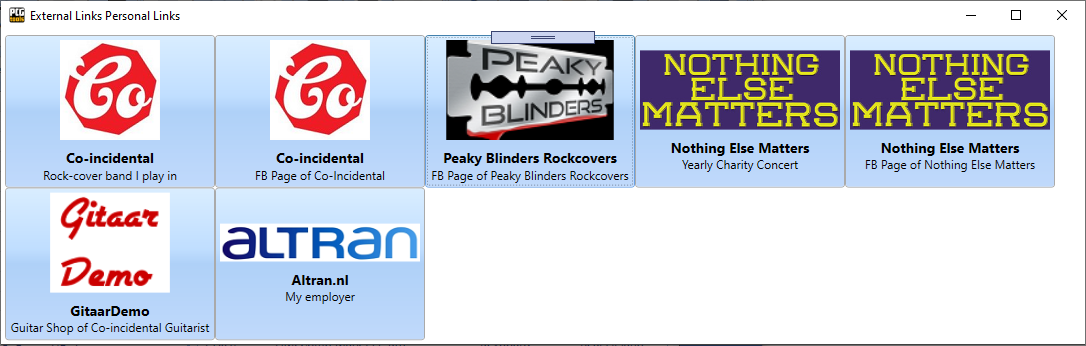 PLG
tools
External Links Personal Links
Co
Co-incidental
Rock-cover band I play in
Co
Co-incidental
FB Page of Co-Incidental
PEAKY
BLINDERS
Peaky Blinders Rockcovers
FB Page of Peaky Blinders Rockcovers
NOTHING
ELSE
MATTERS
Nothing Else Matters
Yearly Charity Concert
NOTHING
ELSE
MATTERS
Nothing Else Matters
FB Page of Nothing Else Matters
Gitaar
Demo
GitaarDemo
Guitar Shop of Co-incidental Guitarist
ALTRAN
Altran.nl
My employer